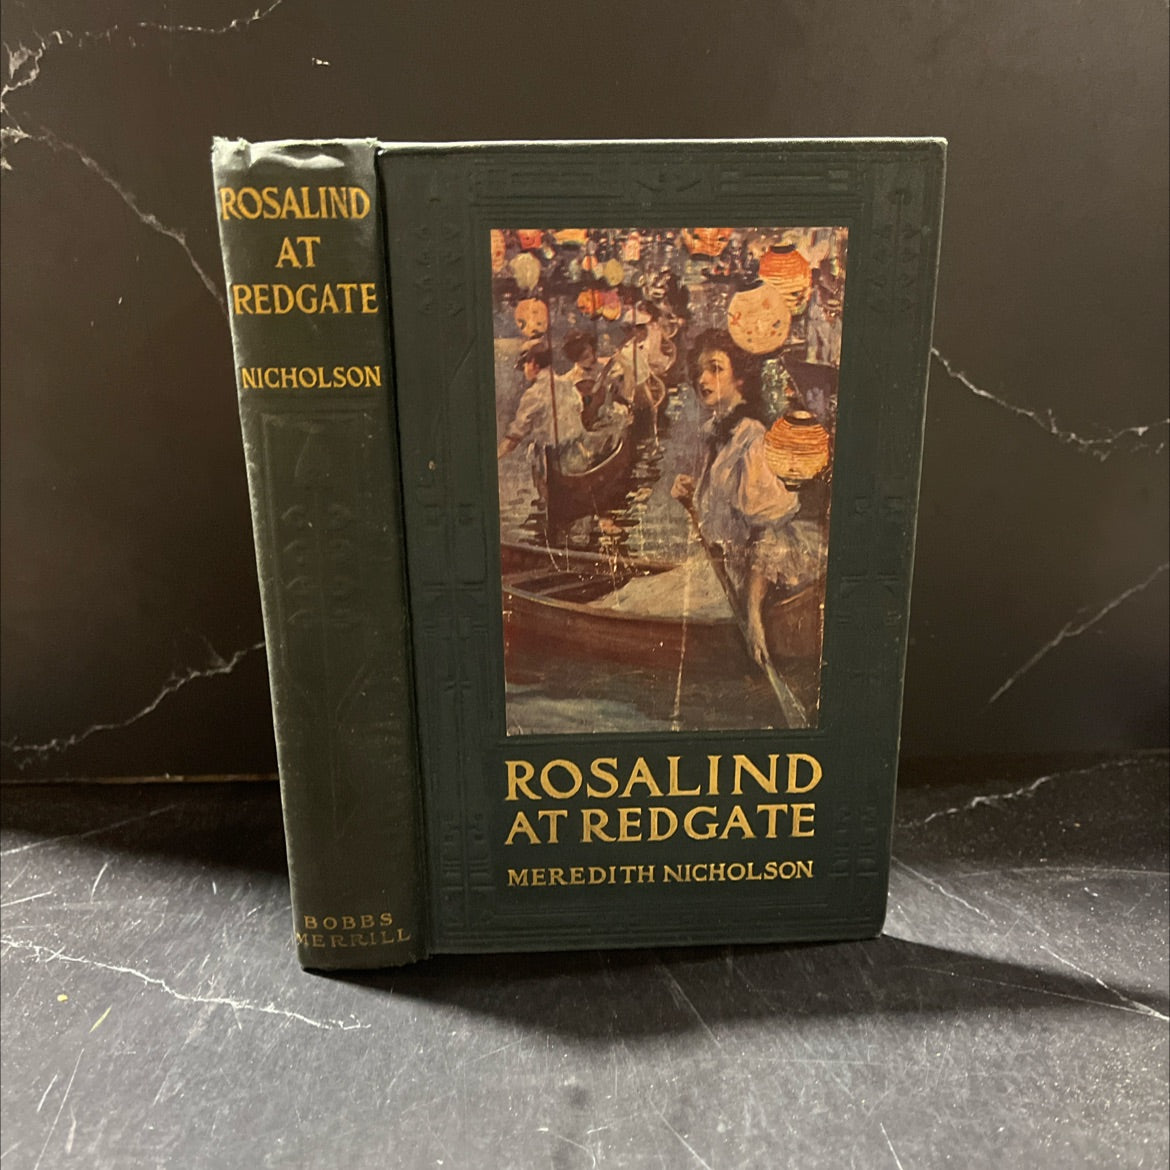 ROSALIND
AT
REDGATE
NICHOLSON
BOBBS
MERRILL
ROSALIND
AT REDGATE
MEREDITH NICHOLSON